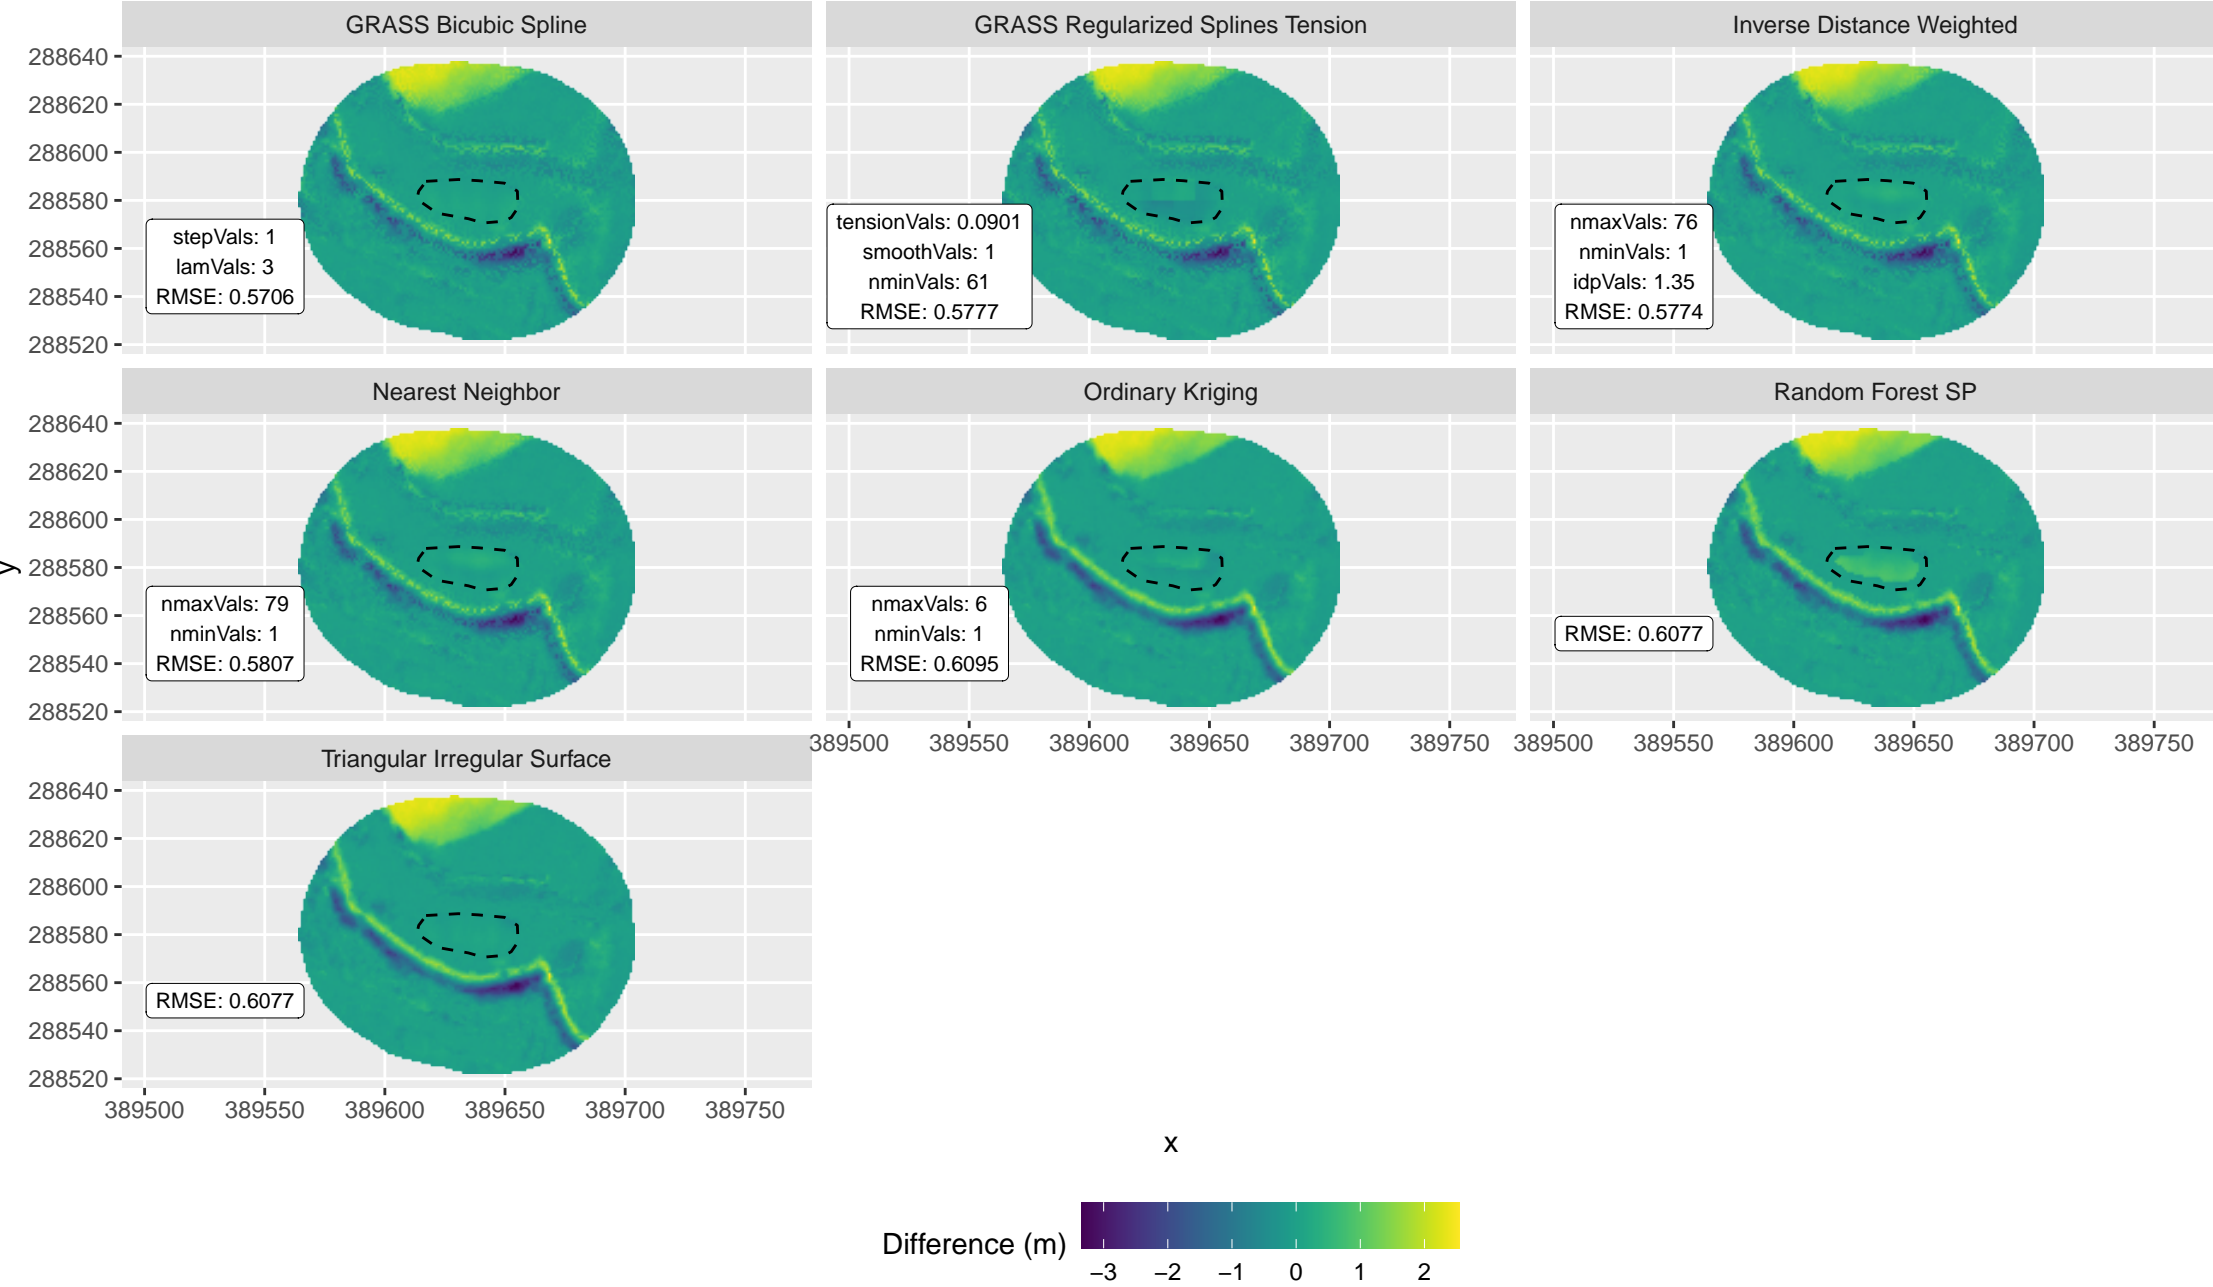 GRASS Bicubic Spline
GRASS Regularized Splines Tension
Inverse Distance Weighted
288640
288620
288600
288580
288560
288540
288520
stepVals: 1
lamVals: 3
RMSE: 0.5706
tensionVals: 0.0901
smoothVals: 1
nminVals: 61
RMSE: 0.5777
nmaxVals: 76
nminVals: 1
idpVals: 1.35
RMSE: 0.5774
Nearest Neighbor
Ordinary Kriging
Random Forest SP
288640
288620
288600
288580
288560
288540
288520
y
nmaxVals: 79
nminVals: 1
RMSE: 0.5807
nmaxVals: 6
nminVals: 1
RMSE: 0.6095
RMSE: 0.6077
389500 389550 389600 389650 389700 389750
389500 389550 389600 389650 389700 389750
Triangular Irregular Surface
288640
288620
288600
288580
288560
288540
288520
RMSE: 0.6077
389500 389550 389600 389650 389700 389750
x
Difference (m)
−3 −2 −1 0 1 2